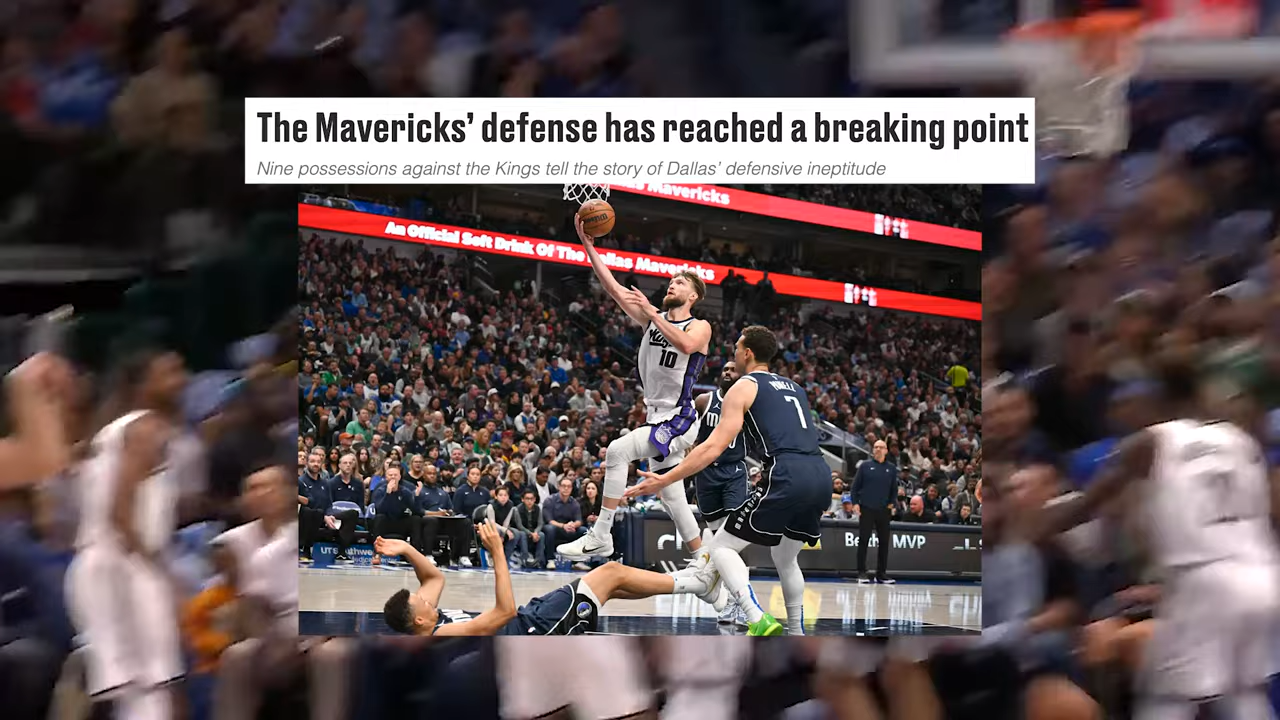 The Mavericks’ defense has reached a breaking point
Nine possessions against the Kings tell the story of Dallas’ defensive ineptitude
Mavericks
An Official Soft Drink Of The Dallas Mavericks
10
POWELL
7
MVP